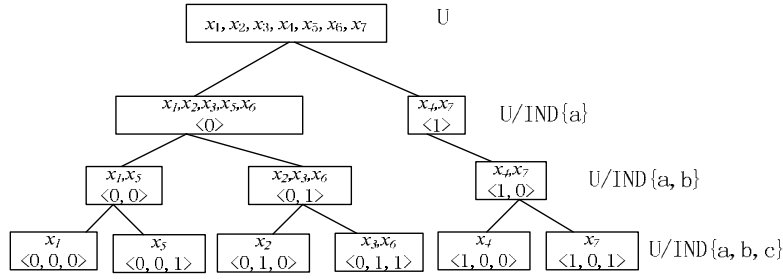 x₁, x₂, x₃, x₄, x₅, x₆, x₇ U
x₁,x₂,x₃,x₅,x₆ x₄,x₇ U/IND{a}
<0> <1>
x₁,x₅ x₂,x₃,x₆ x₄,x₇ U/IND{a,b}
<0,0> <0,1> <1,0>
x₁ x₅ x₂ x₃,x₆ x₄ x₇ U/IND{a,b,c}
<0,0,0> <0,0,1> <0,1,0> <0,1,1> <1,0,0> <1,0,1>